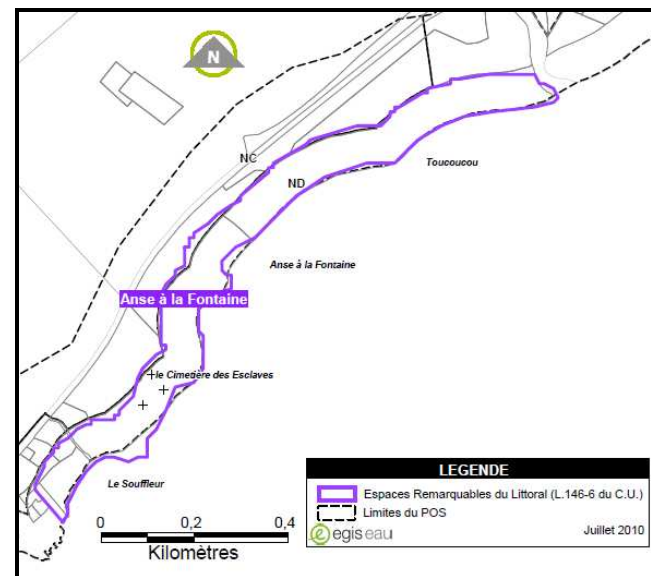 N
NC
ND
Toucoucou
Anse à la Fontaine
Anse à la Fontaine
le Cimetière des Esclaves
Le Souffleur
0 0,2 0,4
Kilomètres
LEGENDE
Espaces Remarquables du Littoral (L.146-6 du C.U.)
Limites du POS
egis eau
Juillet 2010